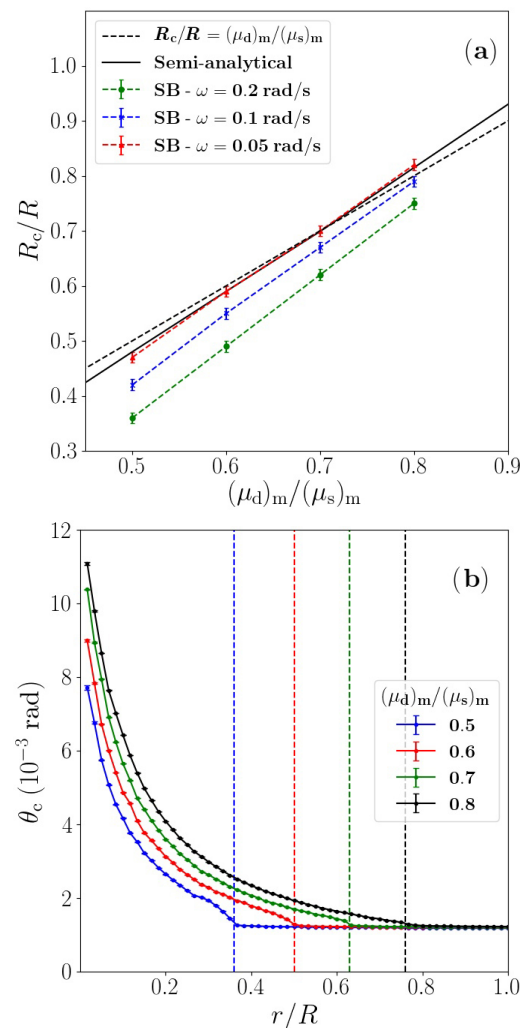 R_c/R = (μ_d)_m/(μ_s)_m
Semi-analytical
SB - ω = 0.2 rad/s
SB - ω = 0.1 rad/s
SB - ω = 0.05 rad/s
(a)
1.0
0.9
0.8
0.7
0.6
0.5
0.4
0.3
R_c/R
0.5 0.6 0.7 0.8 0.9
(μ_d)_m/(μ_s)_m
12
10
8
6
4
2
0
θ_c (10⁻³ rad)
(b)
(μ_d)_m/(μ_s)_m
0.5
0.6
0.7
0.8
0.2 0.4 0.6 0.8 1.0
r/R